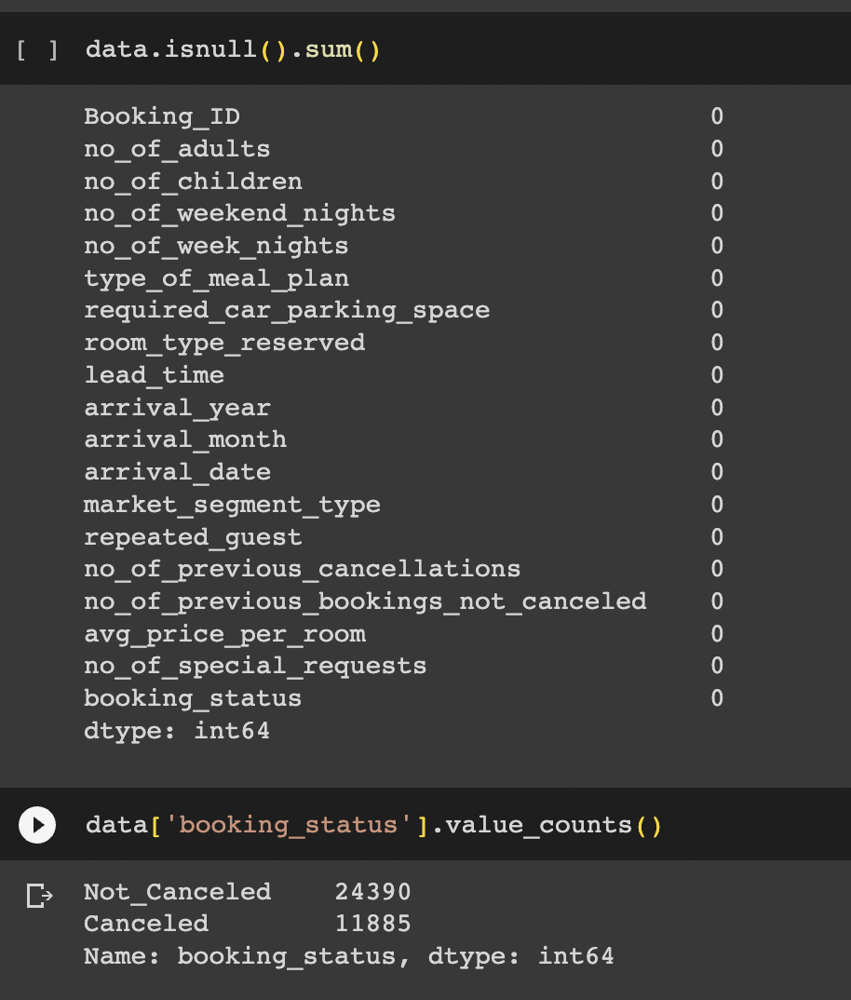 [ ] data.isnull().sum()
Booking_ID 0
no_of_adults 0
no_of_children 0
no_of_weekend_nights 0
no_of_week_nights 0
type_of_meal_plan 0
required_car_parking_space 0
room_type_reserved 0
lead_time 0
arrival_year 0
arrival_month 0
arrival_date 0
market_segment_type 0
repeated_guest 0
no_of_previous_cancellations 0
no_of_previous_bookings_not_canceled 0
avg_price_per_room 0
no_of_special_requests 0
booking_status 0
dtype: int64
data['booking_status'].value_counts()
Not_Canceled 24390
Canceled 11885
Name: booking_status, dtype: int64